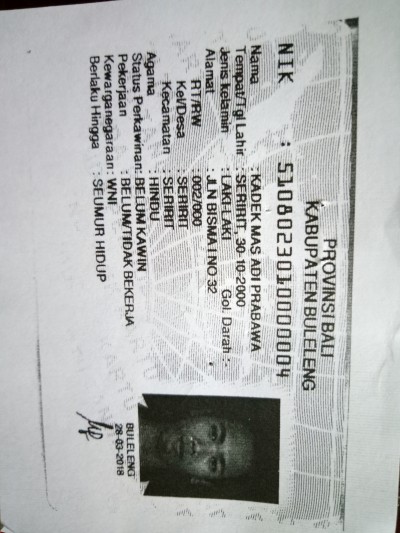 PROVINSI BALI
KABUPATEN BULELENG
NIK : 5108023010000004
Nama : KADEK MAS ADI PRABAWA
Tempat/Tgl Lahir : SERIRIT, 30-10-2000
Jenis kelamin : LAKI-LAKI Gol. Darah : -
Alamat : JLN BISMA I NO 32
RT/RW : 002/000
Kel/Desa : SERIRIT
Kecamatan : SERIRIT
Agama : HINDU
Status Perkawinan: BELUM KAWIN
Pekerjaan : BELUM/TIDAK BEKERJA
Kewarganegaraan: WNI
Berlaku Hingga : SEUMUR HIDUP
BULELENG
28-03-2018